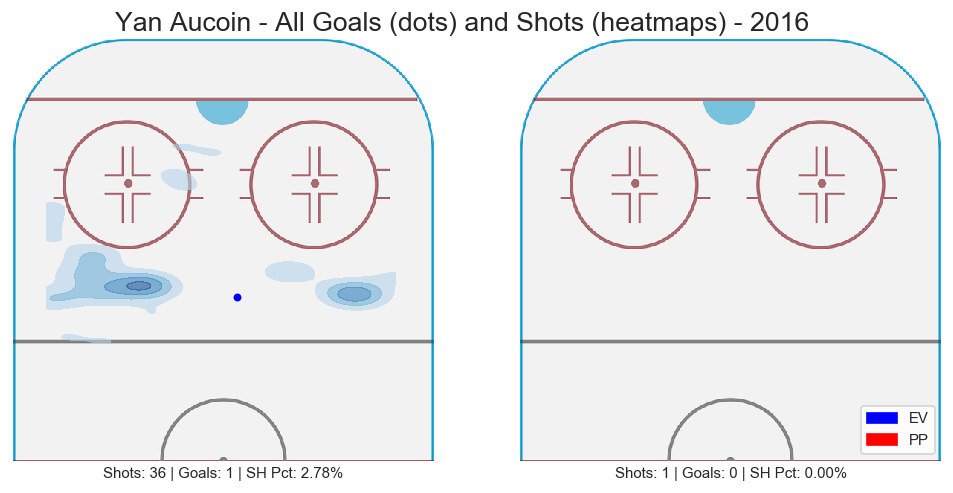 Yan Aucoin - All Goals (dots) and Shots (heatmaps) - 2016
EV
PP
Shots: 36 | Goals: 1 | SH Pct: 2.78%
Shots: 1 | Goals: 0 | SH Pct: 0.00%